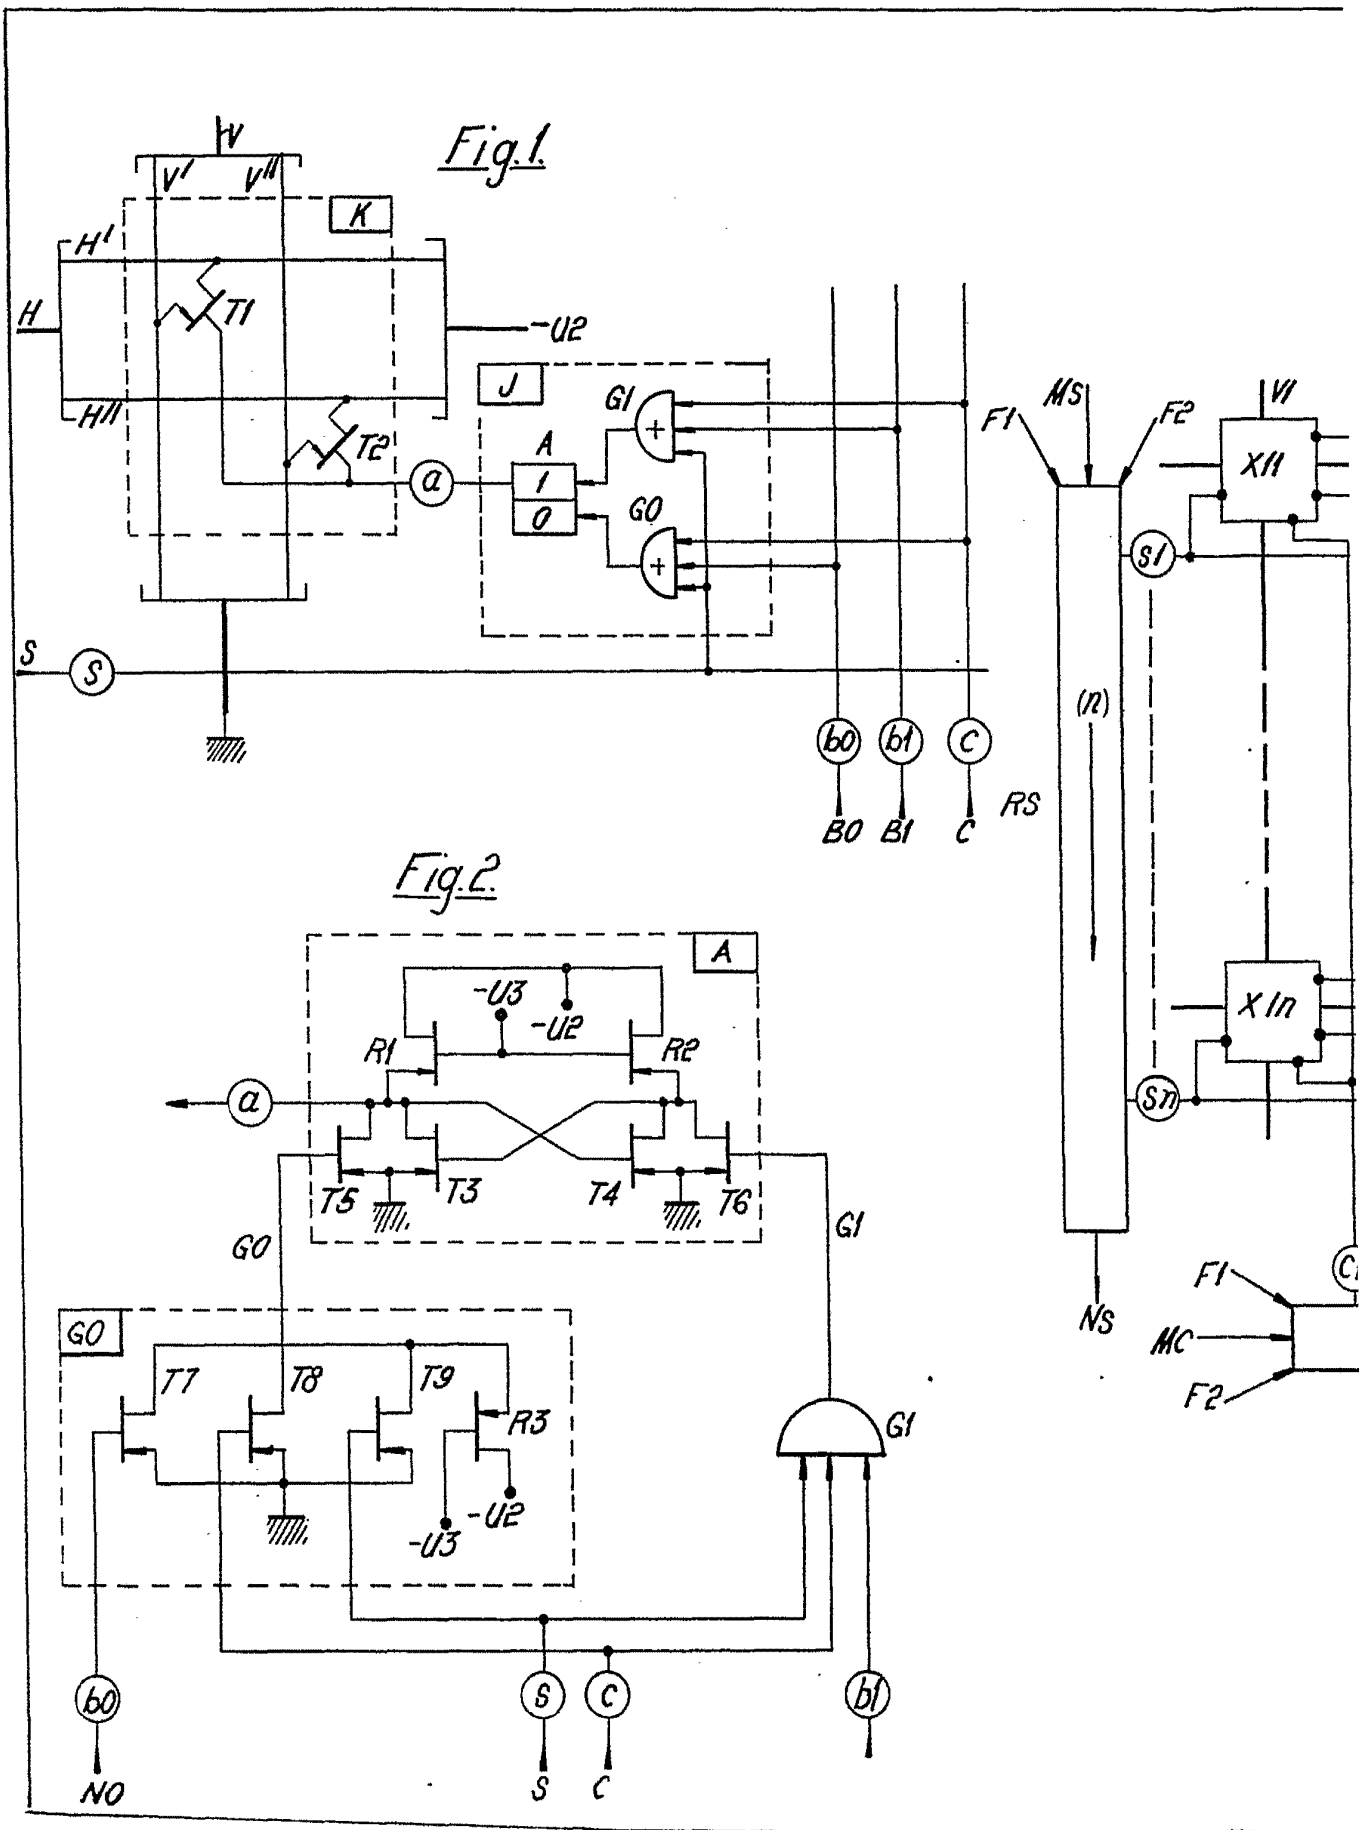 Fig.1.
V
V' V"
K
H'
T1
H
-U2
H"
T2
a
J
G1
+
A
1
0
G0
+
S
S
b0 b1 c
B0 B1 C
RS
F1 MS F2
V1
X11
s1
(n)
X1n
sn
NS
F1
MC
F2
Fig.2.
A
-U3
-U2
R1 R2
a
T5 T3 T4 T6
G0
G1
G0
T7 T8 T9
R3
-U2
-U3
G1
b0
S C
b1
N0
S C